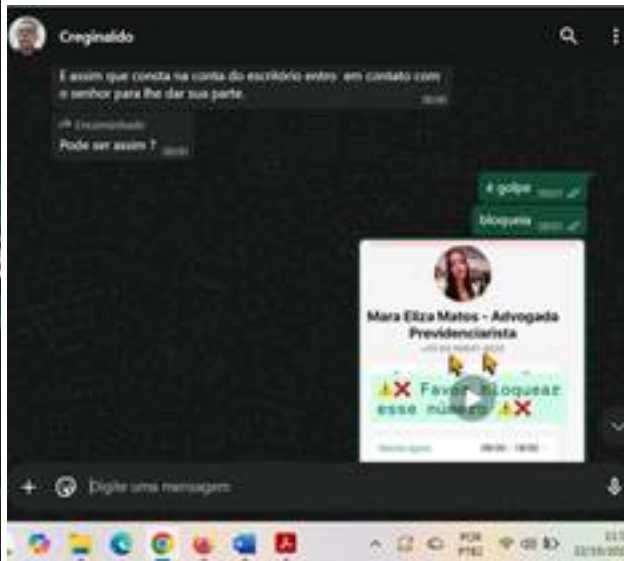 Creginaldo
E assim que consta na conta do escritório entro em contato com
o senhor para lhe dar sua parte.
Encaminhada
Pode ser assim ?
é golpe
bloqueia
Mara Eliza Matos - Advogada
Previdenciarista
⚠️❌ Favor bloquear
esse número ⚠️❌
Digite uma mensagem
POR
PTB2